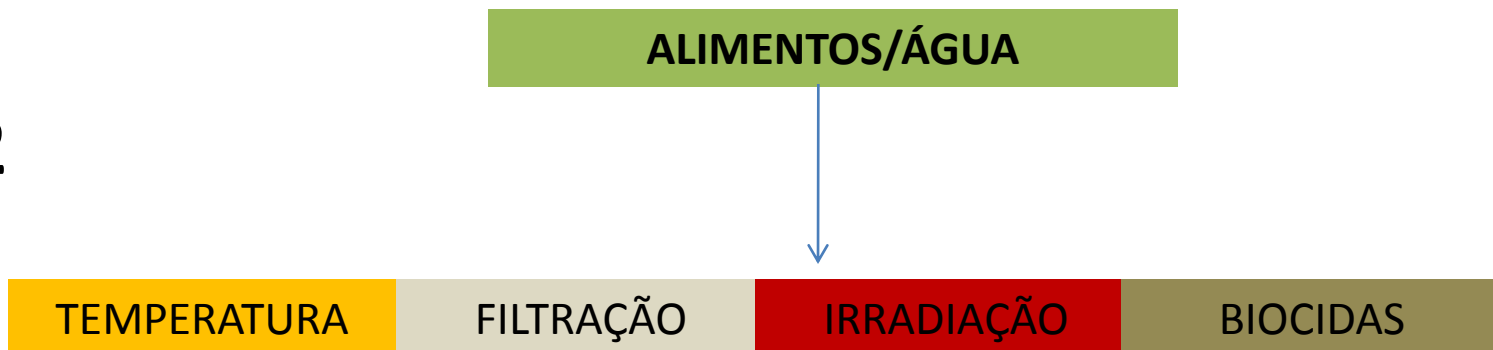 ALIMENTOS/ÁGUA
TEMPERATURA FILTRAÇÃO IRRADIAÇÃO BIOCIDAS